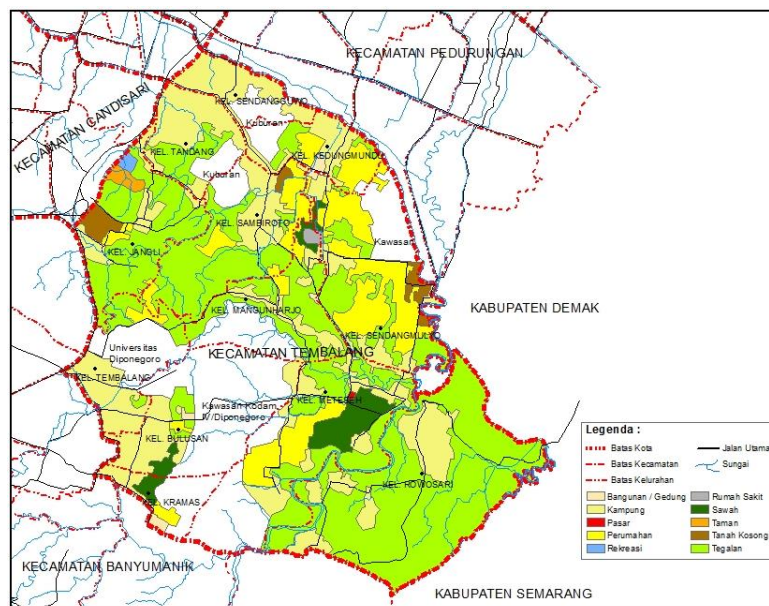 KECAMATAN PEDURUNGAN
KECAMATAN CANDISARI
KEL. SENDANGGUWO
Kuburan
KEL. TANDANG
KEL. KEDUNGMUNDU
Kuburan
KEL. SAMBIROTO
Kawasan
KEL. JANGLI
KEL. MANGUNHARJO
KABUPATEN DEMAK
KEL. SENDANGMULYO
Universitas
Diponegoro
KECAMATAN TEMBALANG
KEL. TEMBALANG
KEL. METESEH
Kawasan Kodam
IV/Diponegoro
KEL. BULUSAN
KEL. ROWOSARI
KEL. KRAMAS
KECAMATAN BANYUMANIK
KABUPATEN SEMARANG
Legenda :
Batas Kota
Jalan Utama
Batas Kecamatan
Sungai
Batas Kelurahan
Bangunan / Gedung
Rumah Sakit
Kampung
Sawah
Pasar
Taman
Perumahan
Tanah Kosong
Rekreasi
Tegalan